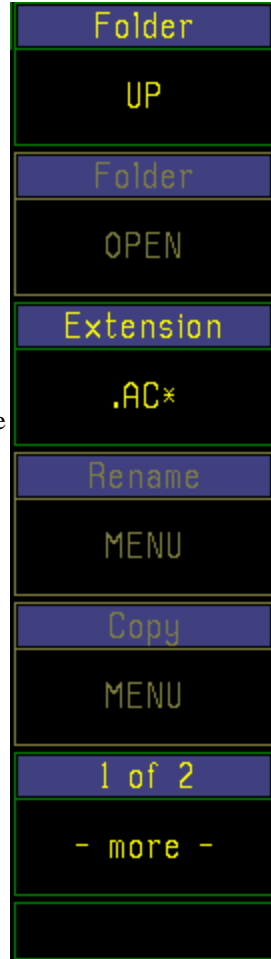 Folder
UP
Folder
OPEN
Extension
.AC*
e
Rename
MENU
Copy
MENU
1 of 2
- more -